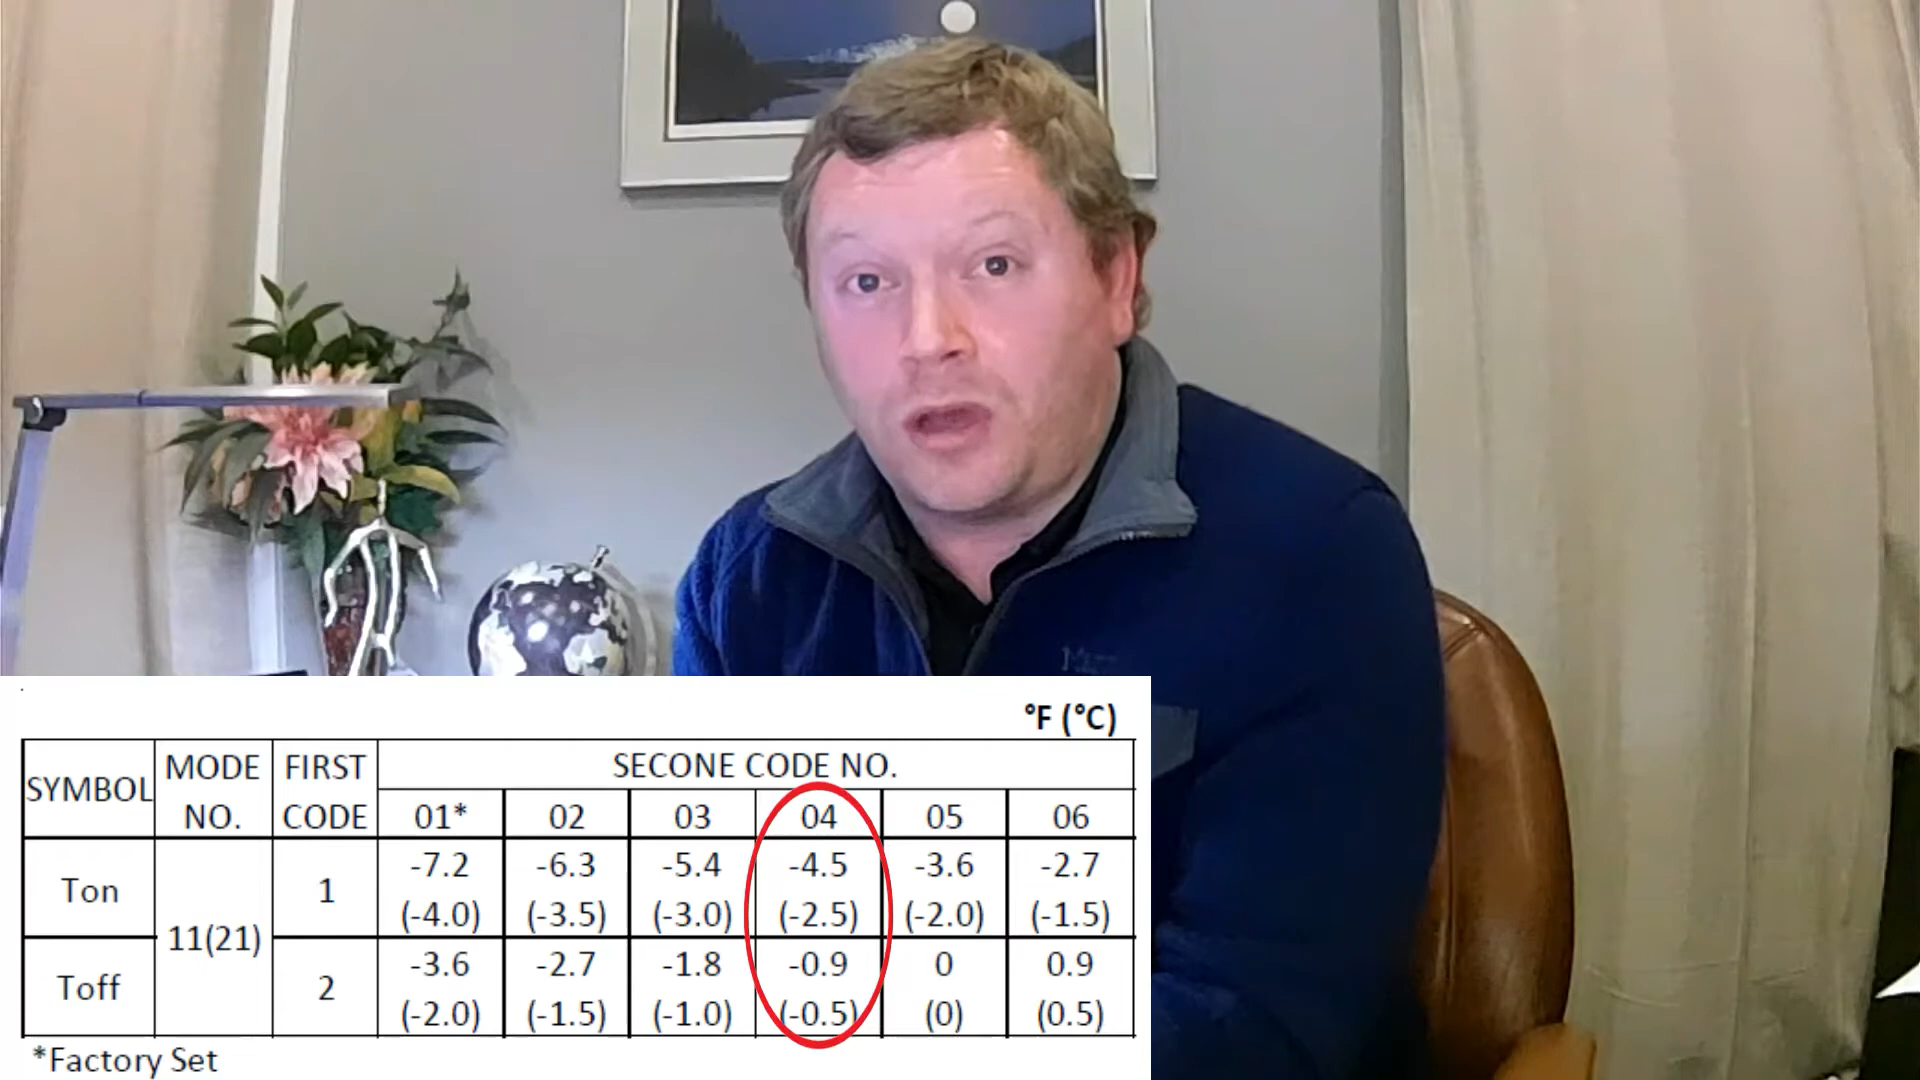 °F (°C)
SYMBOL MODE NO. FIRST CODE SECONE CODE NO.
01* 02 03 04 05 06
Ton 11(21) 1 -7.2 (-4.0) -6.3 (-3.5) -5.4 (-3.0) -4.5 (-2.5) -3.6 (-2.0) -2.7 (-1.5)
Toff 2 -3.6 (-2.0) -2.7 (-1.5) -1.8 (-1.0) -0.9 (-0.5) 0 (0) 0.9 (0.5)
*Factory Set